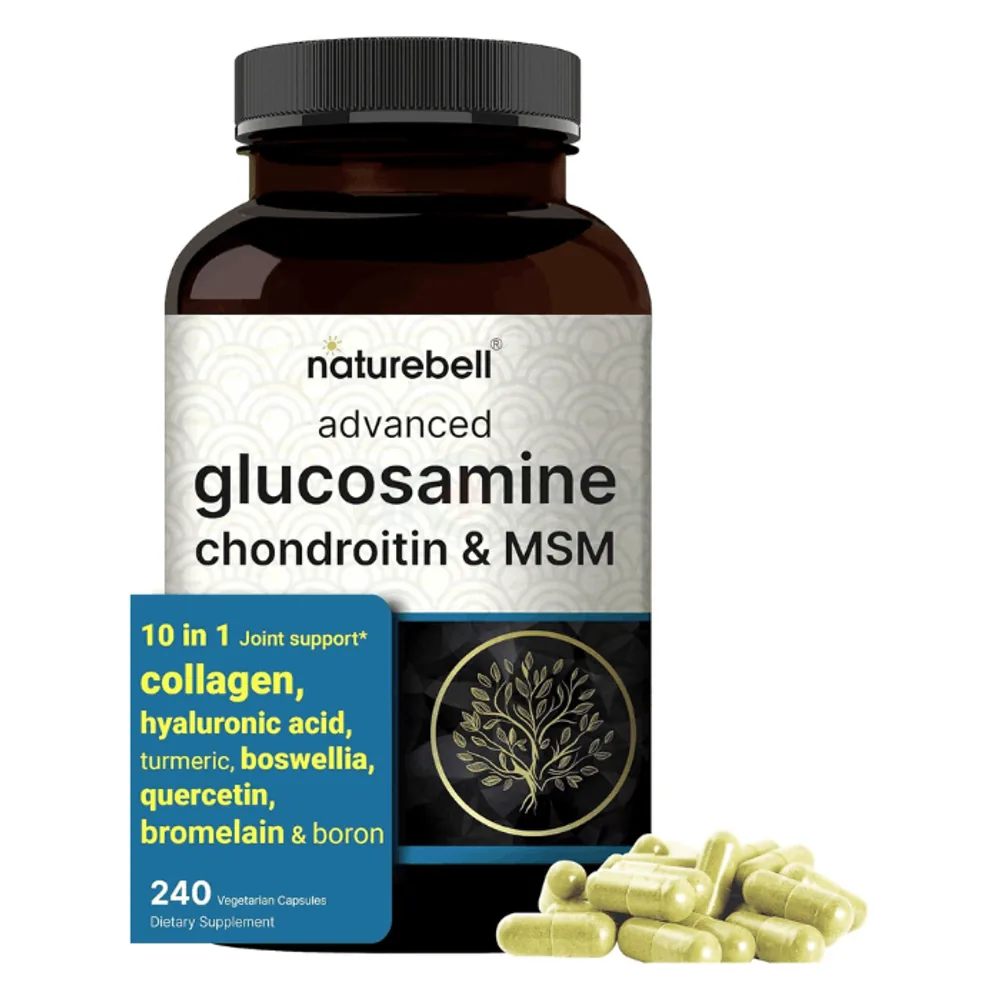 naturebell®
advanced
glucosamine
chondroitin & MSM
10 in 1 Joint support*
collagen,
hyaluronic acid,
turmeric, boswellia,
quercetin,
bromelain & boron
240 Vegetarian Capsules
Dietary Supplement